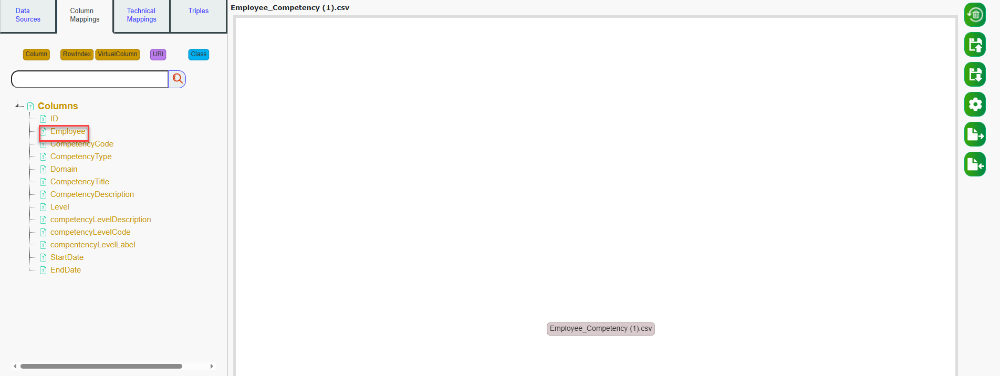 Data
Sources
Column
Mappings
Technical
Mappings
Triples
Employee_Competency (1).csv
Column
RowIndex
VirtualColumn
URI
Class
Columns
ID
Employee
CompetencyCode
CompetencyType
Domain
CompetencyTitle
CompetencyDescription
Level
competencyLevelDescription
competencyLevelCode
compentencyLevelLabel
StartDate
EndDate
Employee_Competency (1).csv